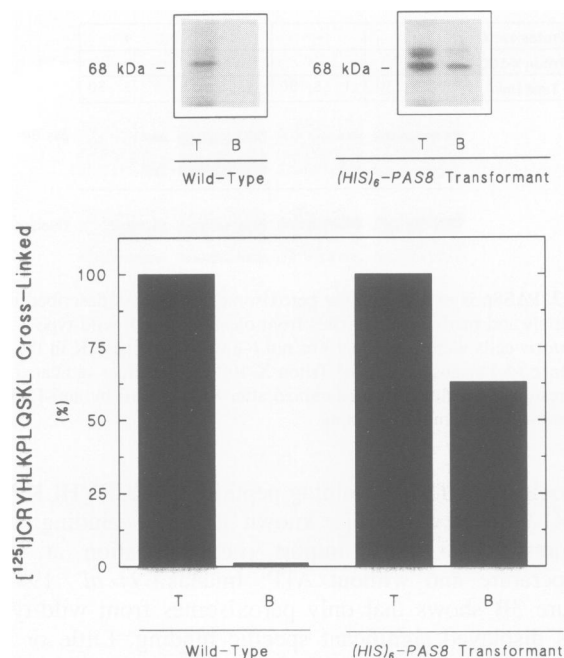 68 kDa – 68 kDa –
T B T B
Wild-Type (HIS)₆-PAS8 Transformant
[¹²⁵I]CRYHLKPLQSKL Cross-Linked
(%)
100
75
50
25
0
T B T B
Wild-Type (HIS)₆-PAS8 Transformant